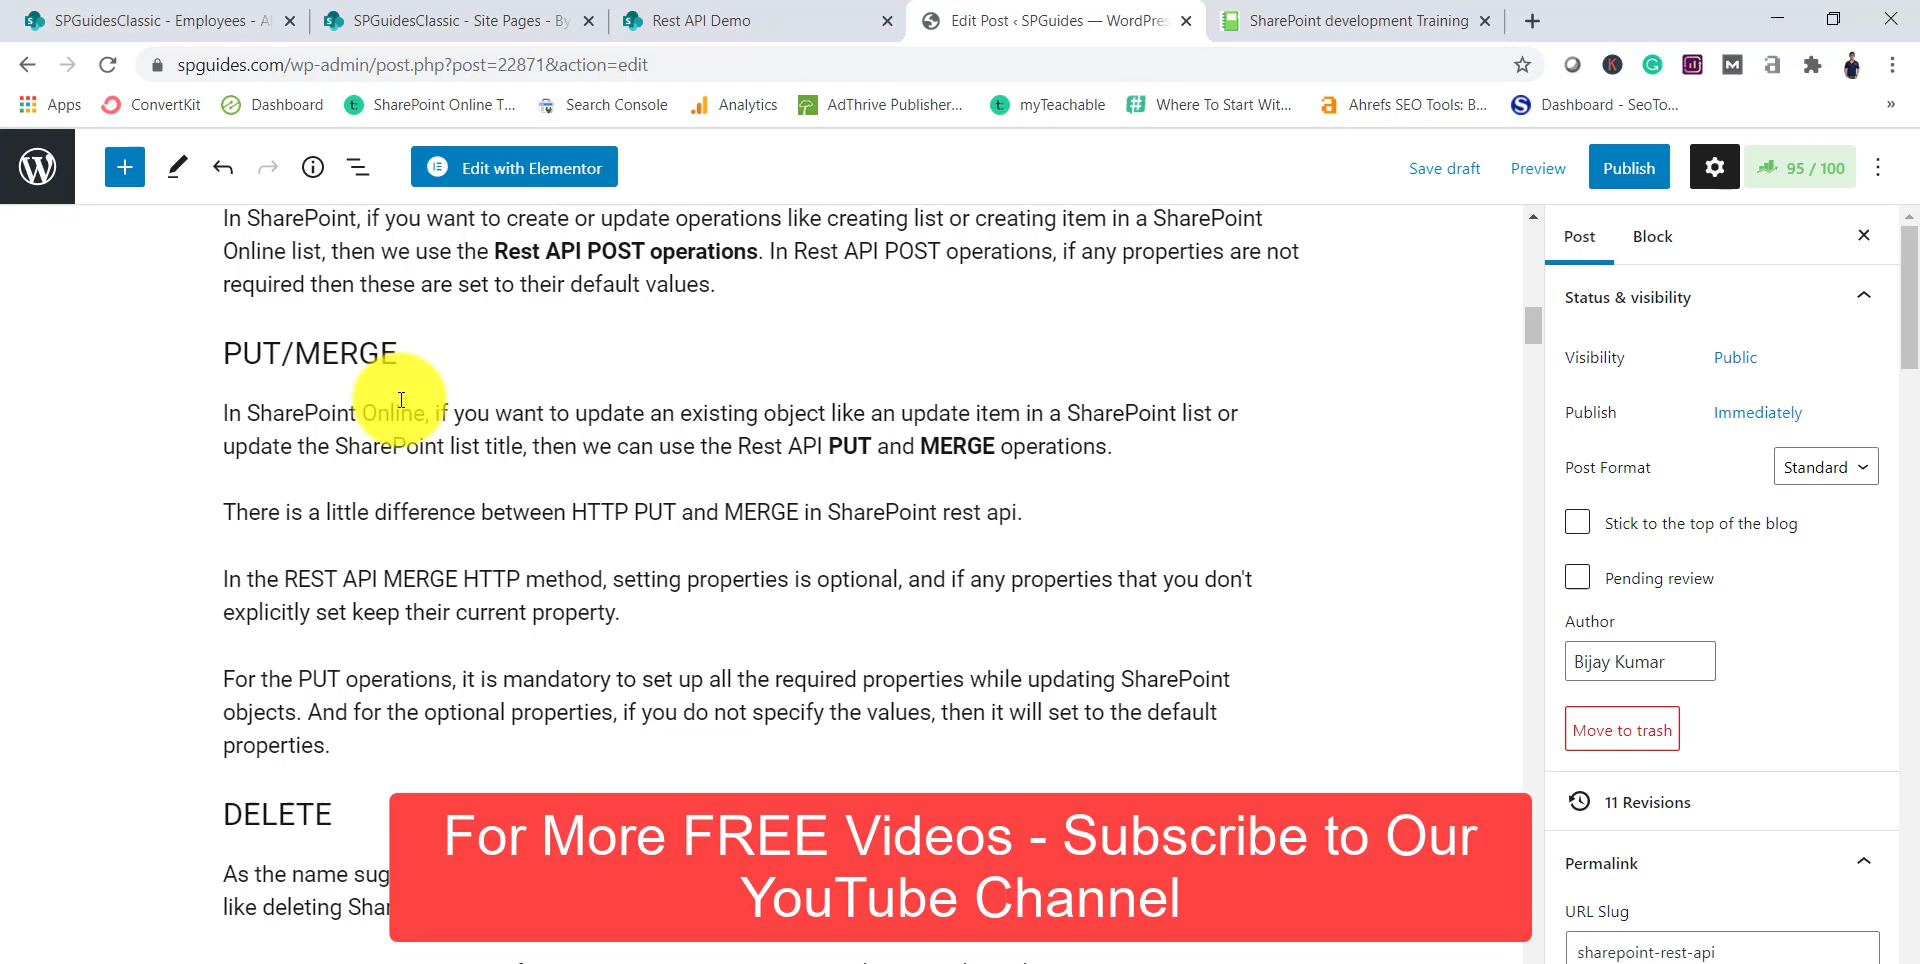 SPGuidesClassic - Employees - Al
SPGuidesClassic - Site Pages - By
Rest API Demo
Edit Post ‹ SPGuides — WordPres
SharePoint development Training
spguides.com/wp-admin/post.php?post=22871&action=edit
Apps
ConvertKit
Dashboard
SharePoint Online T...
Search Console
Analytics
AdThrive Publisher...
myTeachable
Where To Start Wit...
Ahrefs SEO Tools: B...
Dashboard - SeoTo...
Edit with Elementor
Save draft
Preview
Publish
95 / 100
In SharePoint, if you want to create or update operations like creating list or creating item in a SharePoint
Online list, then we use the Rest API POST operations. In Rest API POST operations, if any properties are not
required then these are set to their default values.
PUT/MERGE
In SharePoint Online, if you want to update an existing object like an update item in a SharePoint list or
update the SharePoint list title, then we can use the Rest API PUT and MERGE operations.
There is a little difference between HTTP PUT and MERGE in SharePoint rest api.
In the REST API MERGE HTTP method, setting properties is optional, and if any properties that you don't
explicitly set keep their current property.
For the PUT operations, it is mandatory to set up all the required properties while updating SharePoint
objects. And for the optional properties, if you do not specify the values, then it will set to the default
properties.
DELETE
As the name sug
like deleting Shar
For More FREE Videos - Subscribe to Our
YouTube Channel
Post
Block
Status & visibility
Visibility
Public
Publish
Immediately
Post Format
Standard
Stick to the top of the blog
Pending review
Author
Bijay Kumar
Move to trash
11 Revisions
Permalink
URL Slug
sharepoint-rest-api